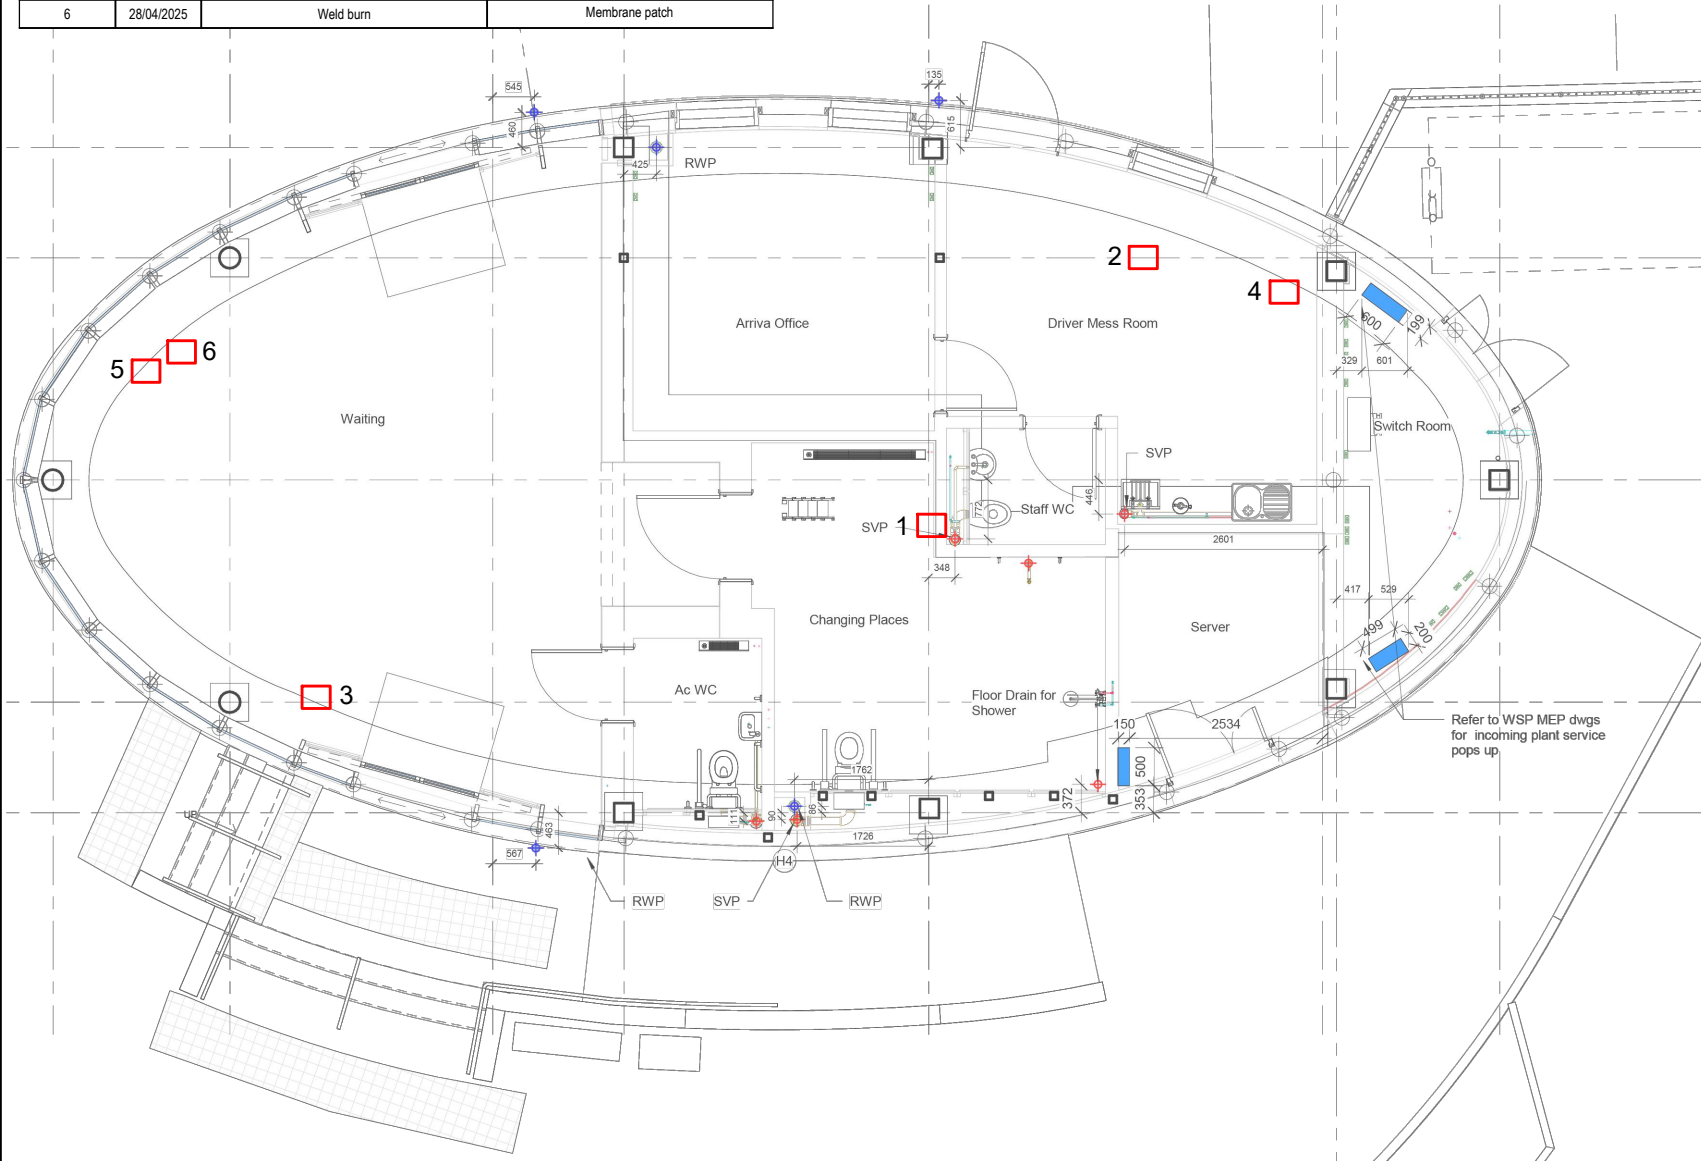 6 28/04/2025 Weld burn Membrane patch
545
135
460
615
425
RWP
2
4
Arriva Office
Driver Mess Room
600
199
329
601
5
6
Waiting
Switch Room
SVP
446
772
Staff WC
SVP
1
2601
348
417
529
Changing Places
Server
499
200
3
Ac WC
Floor Drain for
Shower
150
2534
Refer to WSP MEP dwgs
for incoming plant service
pops up
1762
500
372
353
111
90
86
UP
463
1726
567
H4
RWP
SVP
RWP